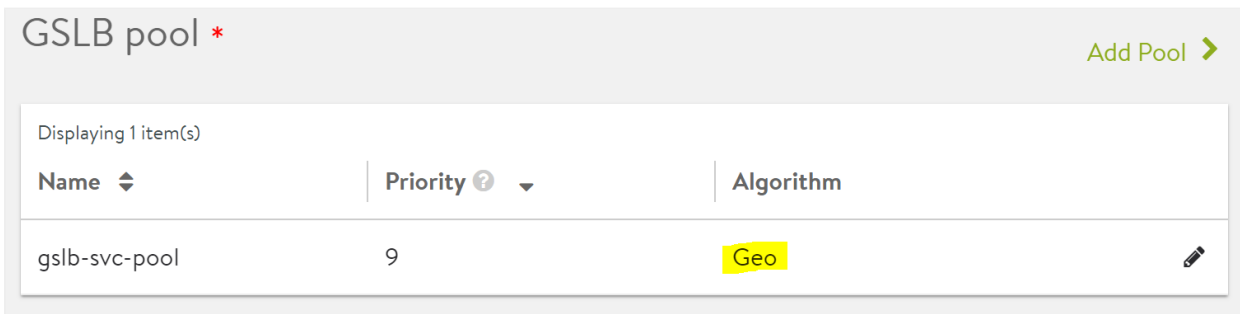 GSLB pool *
Add Pool
Displaying 1 item(s)
Name Priority ? Algorithm
gslb-svc-pool 9 Geo